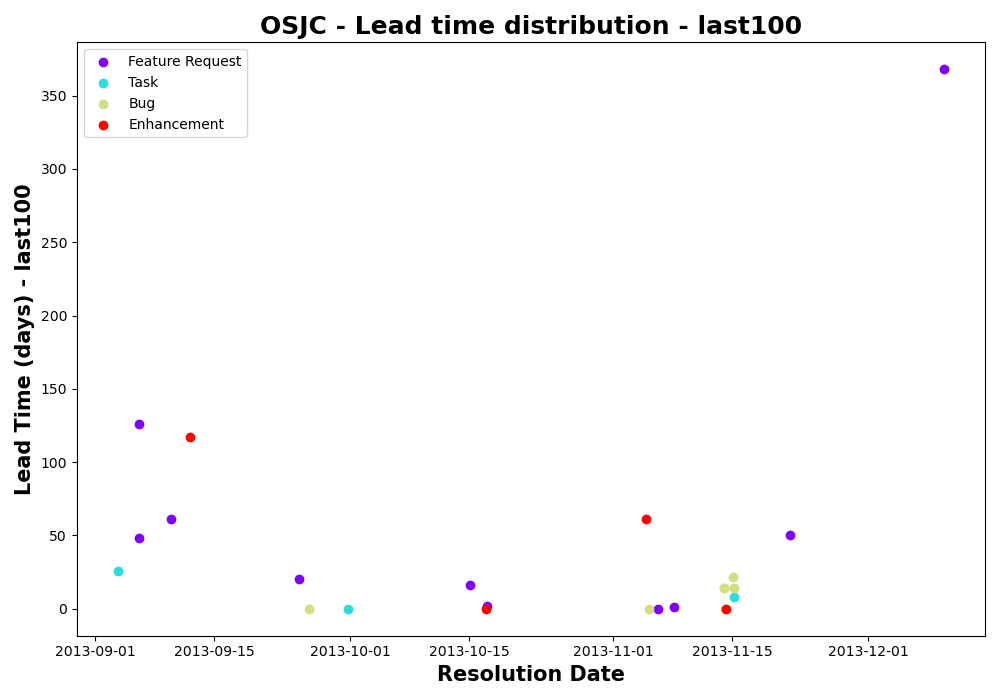 OSJC - Lead time distribution - last100
Feature Request
Task
Bug
Enhancement
Lead Time (days) - last100
350
300
250
200
150
100
50
0
2013-09-01
2013-09-15
2013-10-01
2013-10-15
2013-11-01
2013-11-15
2013-12-01
Resolution Date